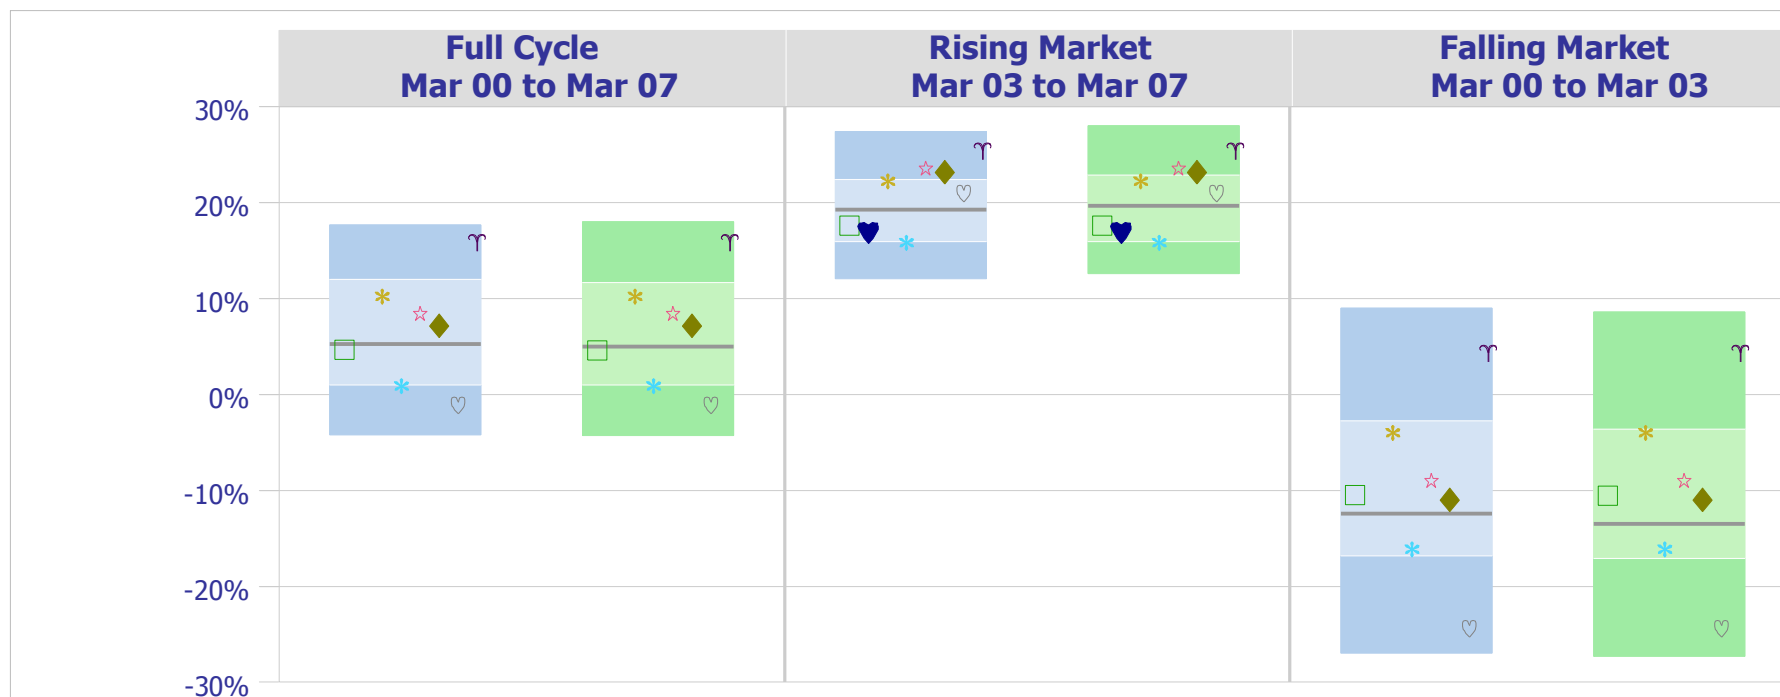 Full Cycle
Mar 00 to Mar 07
Rising Market
Mar 03 to Mar 07
Falling Market
Mar 00 to Mar 03
30%
20%
10%
0%
-10%
-20%
-30%